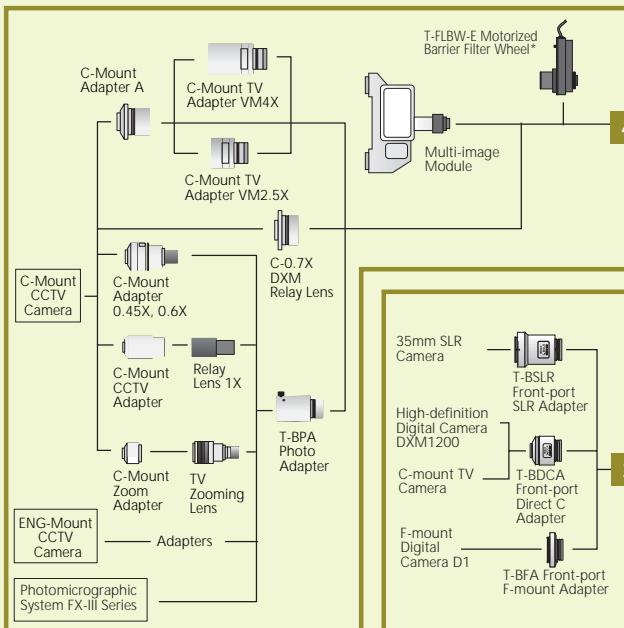 T-FLBW-E Motorized
Barrier Filter Wheel*
C-Mount
Adapter A
C-Mount TV
Adapter VM4X
Multi-image
Module
C-Mount TV
Adapter VM2.5X
C-0.7X
DXM
Relay Lens
C-Mount
CCTV
Camera
C-Mount
Adapter
0.45X, 0.6X
C-Mount
CCTV
Adapter
Relay
Lens 1X
T-BPA
Photo
Adapter
C-Mount
Zoom
Adapter
TV
Zooming
Lens
ENG-Mount
CCTV
Camera
Adapters
Photomicrographic
System FX-III Series
35mm SLR
Camera
T-BSLR
Front-port
SLR Adapter
High-definition
Digital Camera
DXM1200
C-mount TV
Camera
T-BDCA
Front-port
Direct C
Adapter
F-mount
Digital
Camera D1
T-BFA Front-port
F-mount Adapter